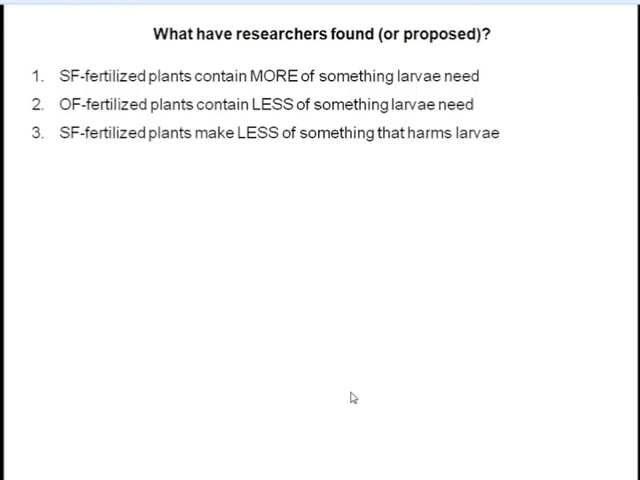 What have researchers found (or proposed)?
1. SF-fertilized plants contain MORE of something larvae need
2. OF-fertilized plants contain LESS of something larvae need
3. SF-fertilized plants make LESS of something that harms larvae